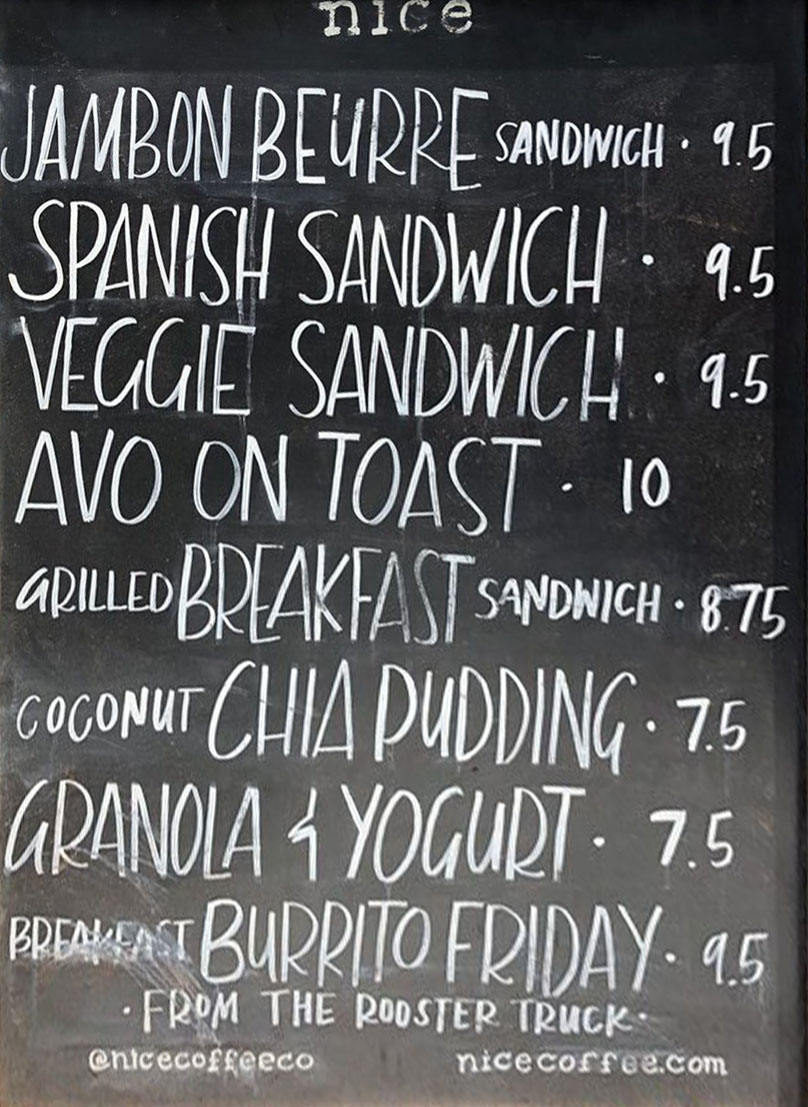 nice
JAMBON BEURRE SANDWICH · 9.5
SPANISH SANDWICH · 9.5
VEGGIE SANDWICH · 9.5
AVO ON TOAST · 10
GRILLED BREAKFAST SANDWICH · 8.75
COCONUT CHIA PUDDING · 7.5
GRANOLA & YOGURT · 7.5
BREAKFAST BURRITO FRIDAY · 9.5
· FROM THE ROOSTER TRUCK ·
@nicecoffeeco nicecoffee.com